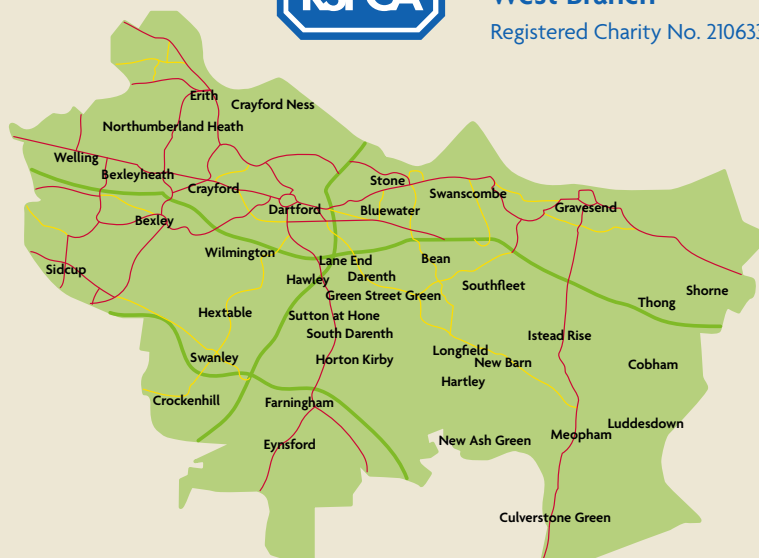 RSPCA
West Branch
Registered Charity No. 210633
Erith
Crayford Ness
Northumberland Heath
Welling
Bexleyheath
Crayford
Stone
Swanscombe
Dartford
Bluewater
Gravesend
Bexley
Wilmington
Lane End
Bean
Sidcup
Hawley
Darenth
Southfleet
Green Street Green
Shorne
Thong
Hextable
Sutton at Hone
South Darenth
Istead Rise
Swanley
Horton Kirby
Longfield
New Barn
Cobham
Hartley
Crockenhill
Farningham
Luddesdown
Eynsford
New Ash Green
Meopham
Culverstone Green